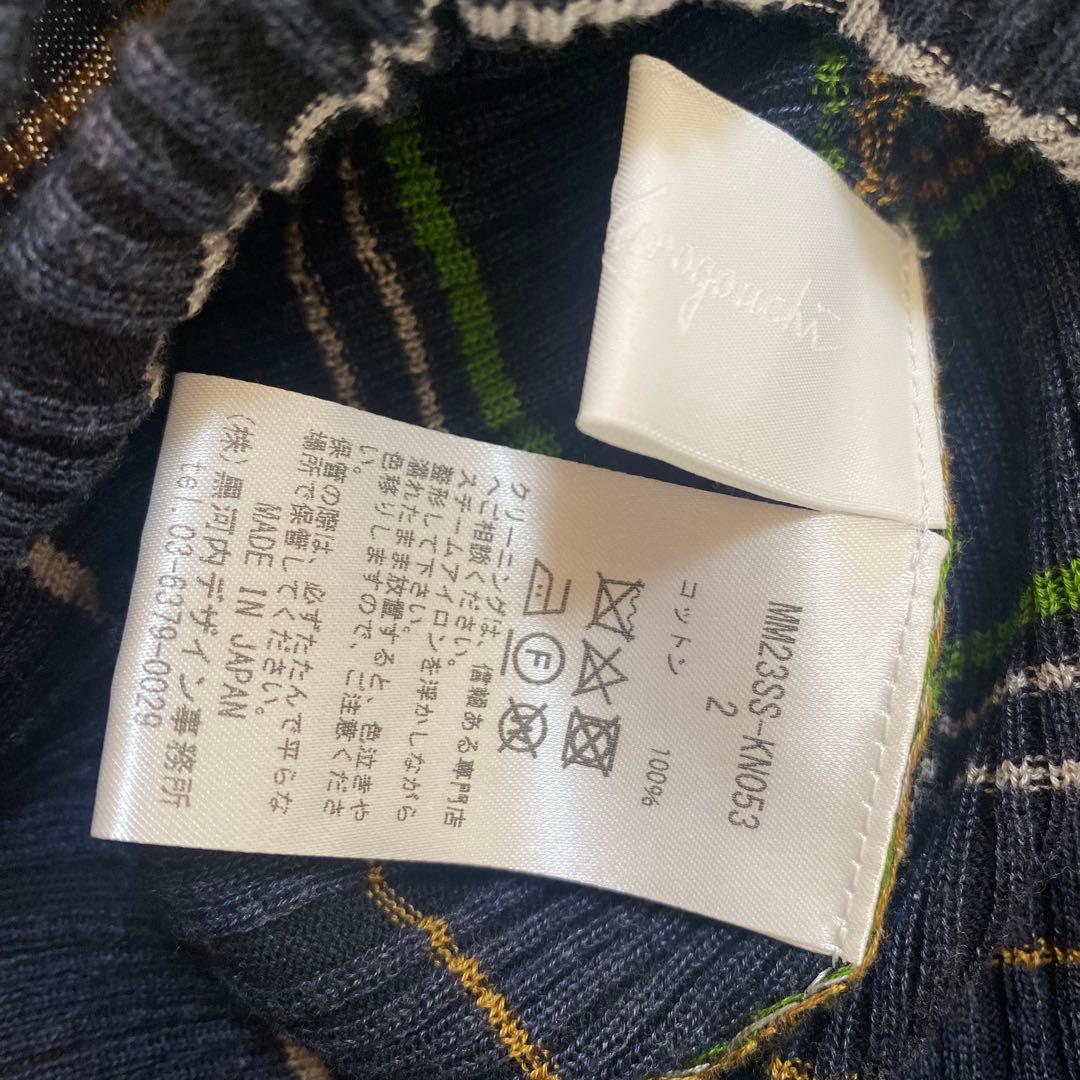 Kurogouchi
MM23SS-KN053
2
コットン 100%
F
クリーニングは、信頼ある専門店
へご相談ください。
スチームアイロンを浮かしながら
整形して下さい。
濡れたまま放置すると、色泣きや
色移りしますので、ご注意くださ
い。
保管の際は、必ずたたんで平らな
場所で保管してください。
MADE IN JAPAN
(株)黒河内デザイン事務所
tel.03-6379-0029